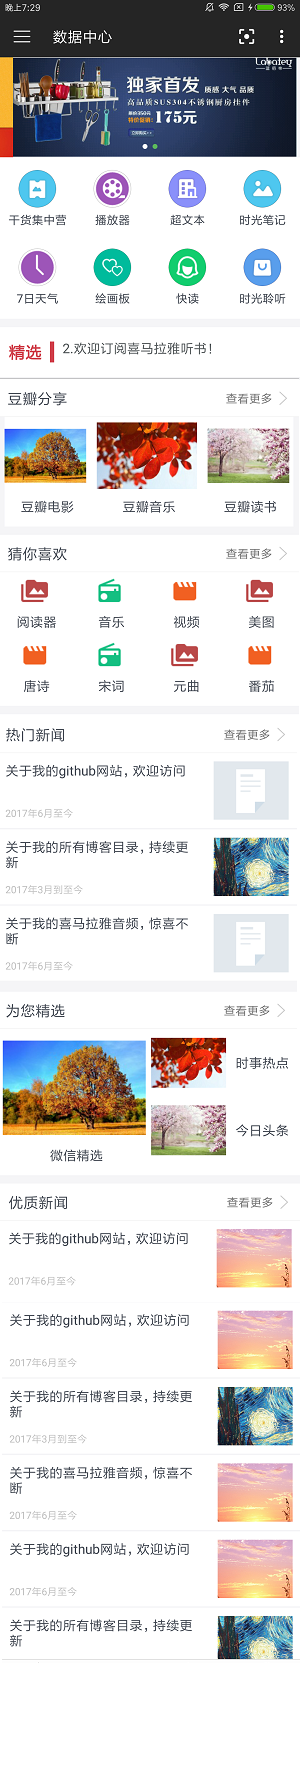 晚上7:29
93%
数据中心
Lavatey
独家首发 质感 大气 品质
高品质SUS304不锈钢厨房挂件
特价促销: 175元
干货集中营 播放器 超文本 时光笔记
7日天气 绘画板 快读 时光聆听
精选 2.欢迎订阅喜马拉雅听书!
豆瓣分享 查看更多
豆瓣电影 豆瓣音乐 豆瓣读书
猜你喜欢 查看更多
阅读器 音乐 视频 美图
唐诗 宋词 元曲 番茄
热门新闻 查看更多
关于我的github网站, 欢迎访问
2017年6月至今
关于我的所有博客目录, 持续更
新
2017年3月到至今
关于我的喜马拉雅音频, 惊喜不
断
2017年6月至今
为您精选 查看更多
微信精选
时事热点
今日头条
优质新闻 查看更多
关于我的github网站, 欢迎访问
2017年6月至今
关于我的github网站, 欢迎访问
2017年6月至今
关于我的所有博客目录, 持续更
新
2017年3月到至今
关于我的喜马拉雅音频, 惊喜不
断
2017年6月至今
关于我的github网站, 欢迎访问
2017年6月至今
关于我的所有博客目录, 持续更
新